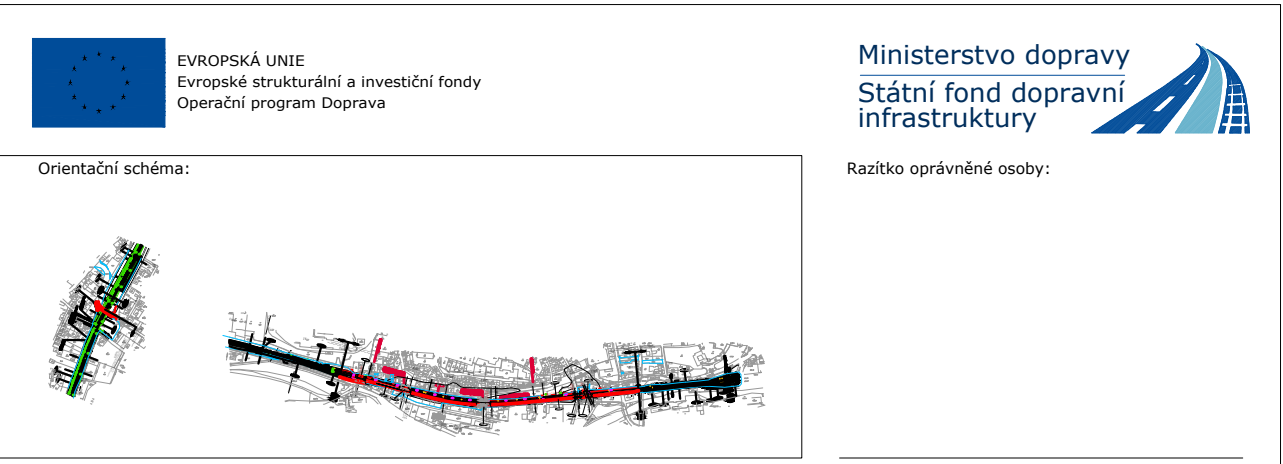 EVROPSKÁ UNIE
Evropské strukturální a investiční fondy
Operační program Doprava
Ministerstvo dopravy
Státní fond dopravní
infrastruktury
Orientační schéma:
Razítko oprávněné osoby: